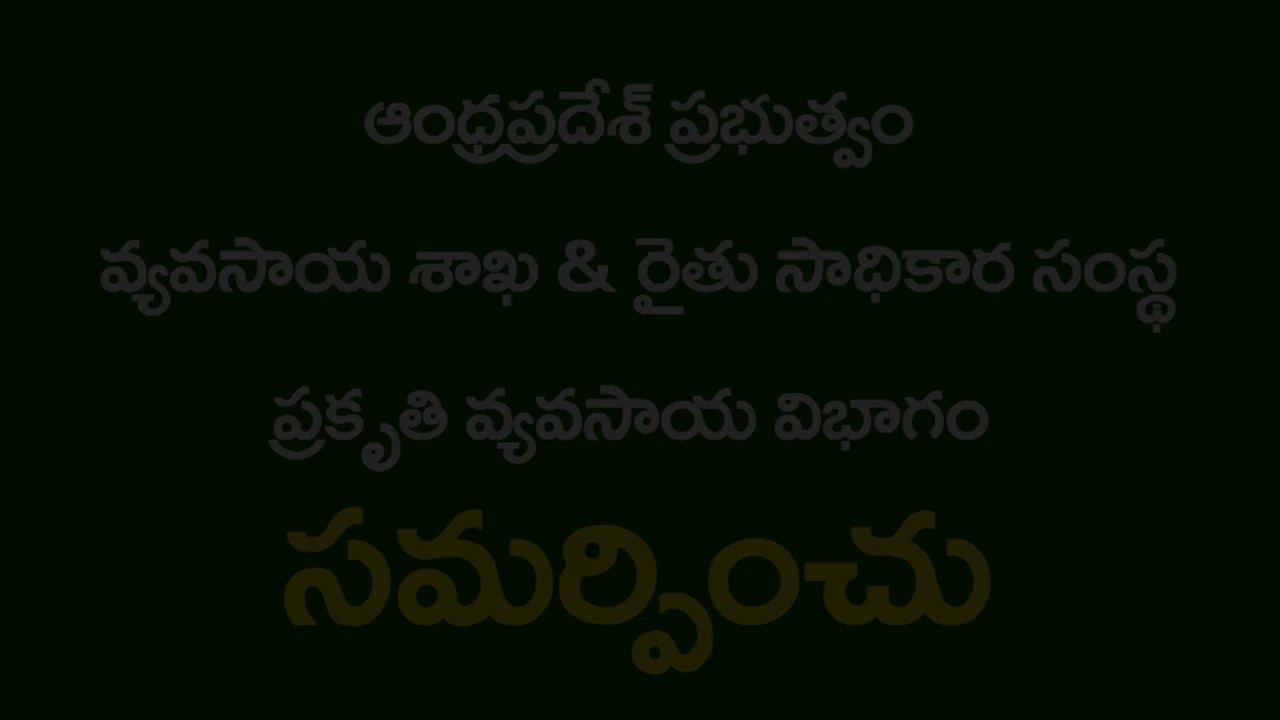 ఆంధ్రప్రదేశ్ ప్రభుత్వం
వ్యవసాయ శాఖ & రైతు సాధికార సంస్థ
ప్రకృతి వ్యవసాయ విభాగం
సమర్పించు